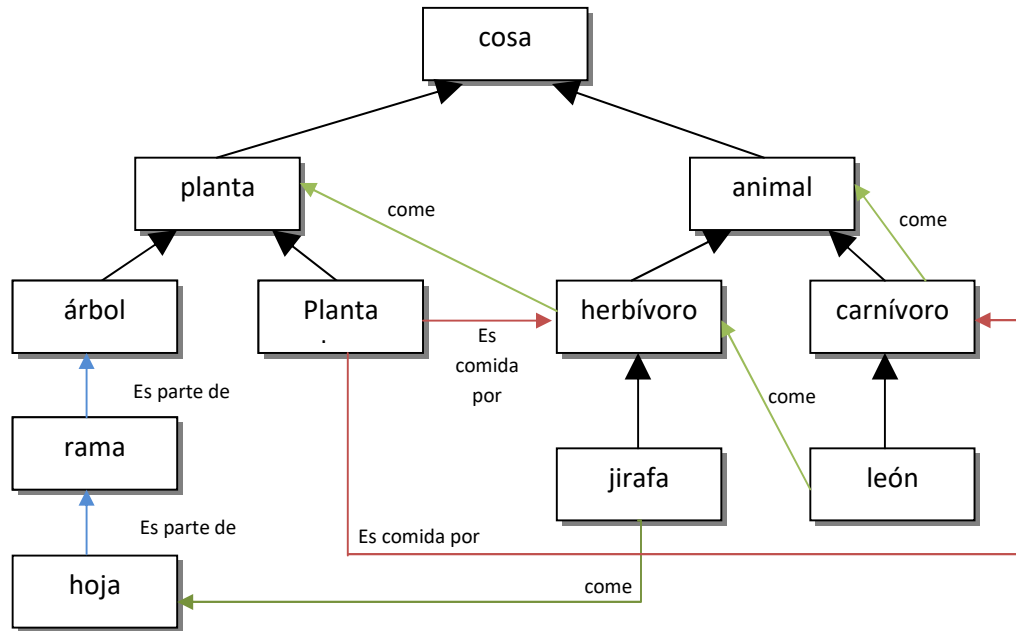 cosa
planta
animal
come
come
árbol
Planta
.
herbívoro
carnívoro
Es
comida
por
Es parte de
come
rama
jirafa
león
Es parte de
Es comida por
hoja
come